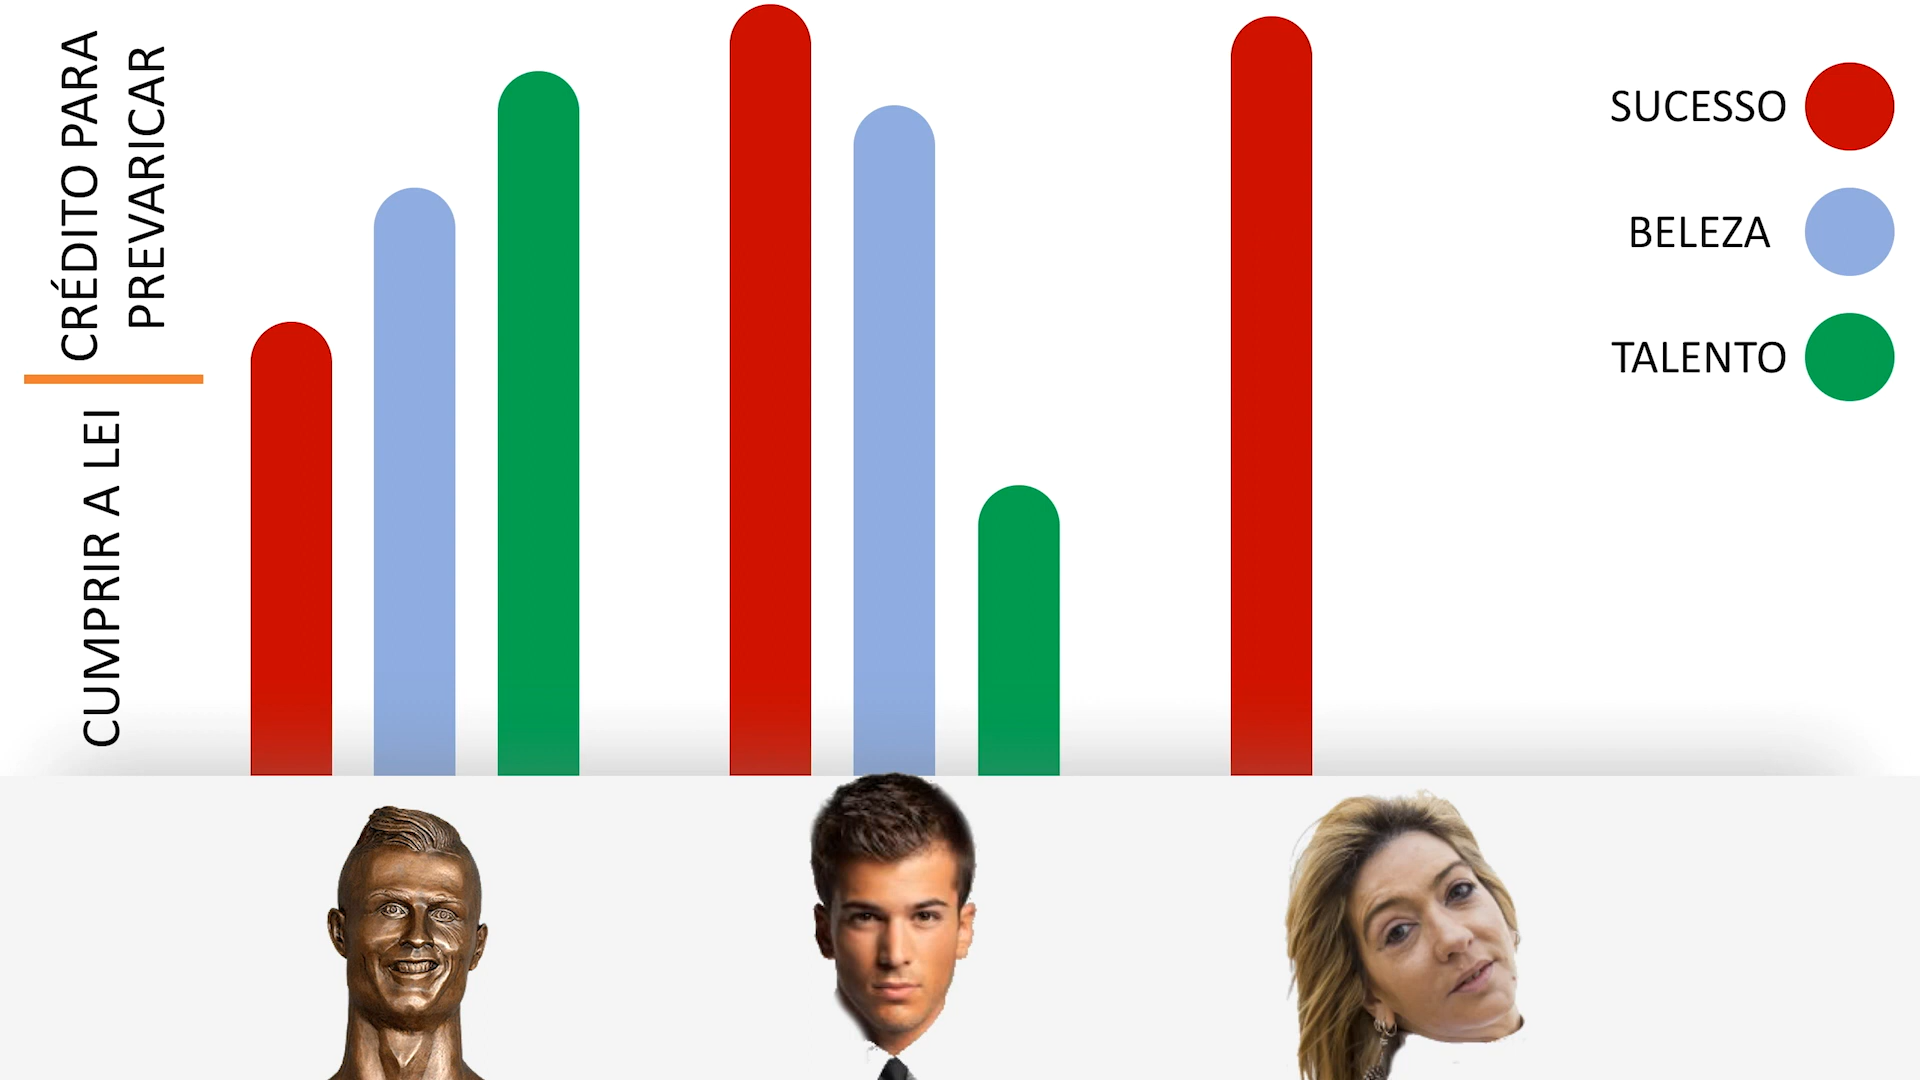 CRÉDITO PARA
PREVARICAR
CUMPRIR A LEI
SUCESSO
BELEZA
TALENTO